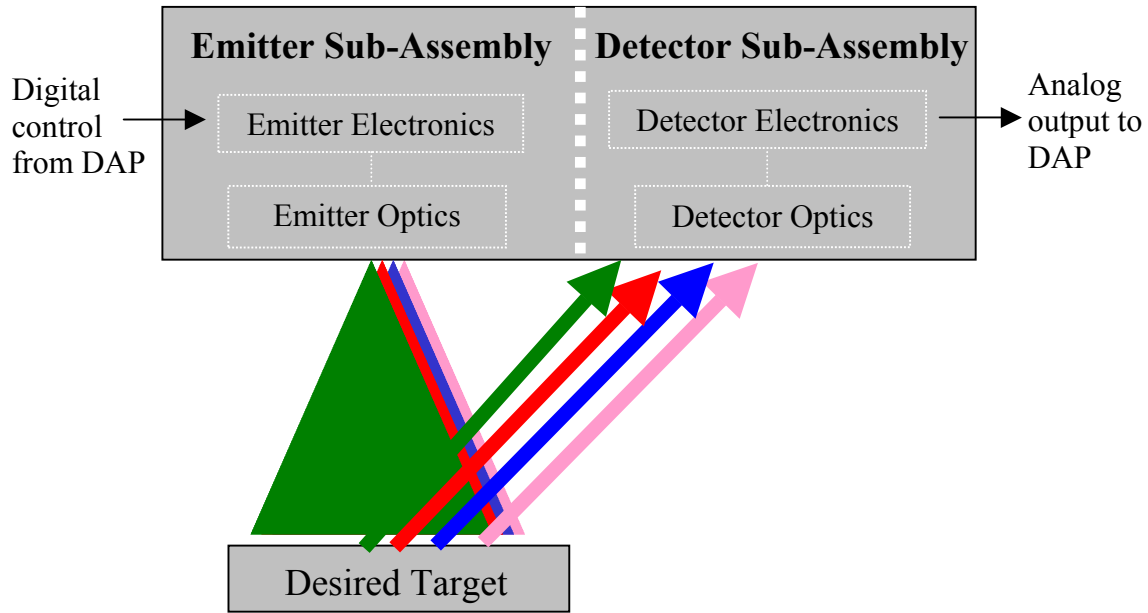 Emitter Sub-Assembly
Detector Sub-Assembly
Digital
control
from DAP
Emitter Electronics
Detector Electronics
Analog
output to
DAP
Emitter Optics
Detector Optics
Desired Target